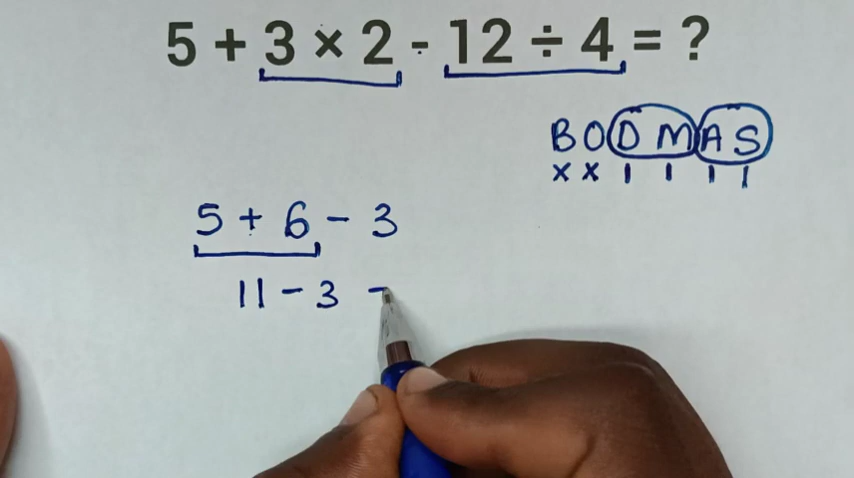 5 + 3 × 2 - 12 ÷ 4 = ?
BODMAS
x x | | | |
5 + 6 - 3
11 - 3 -